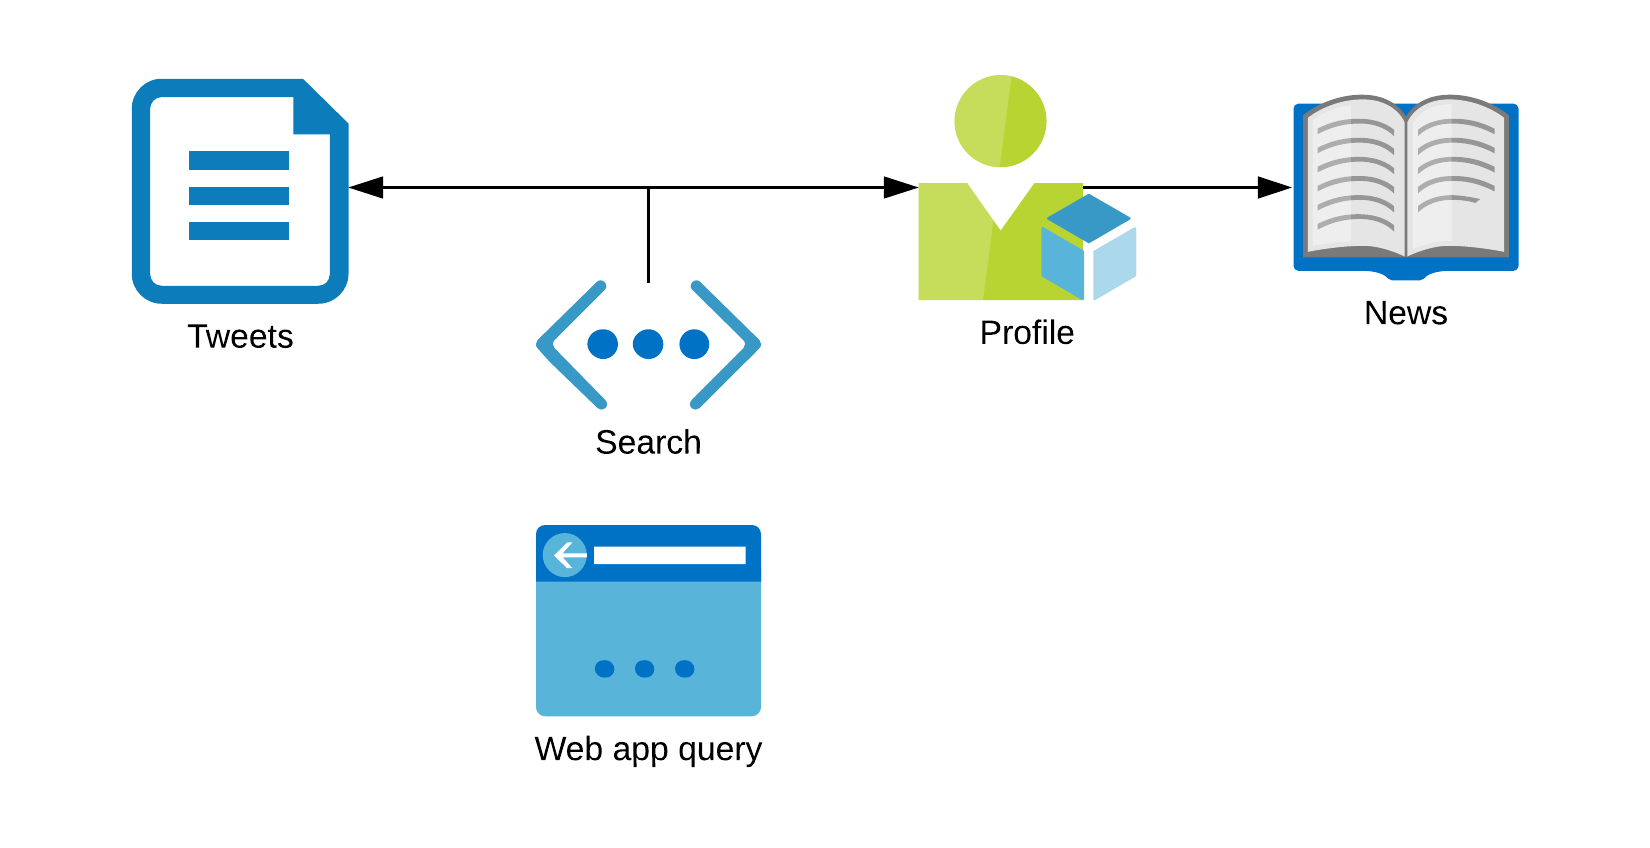 Tweets
Profile
News
Search
Web app query